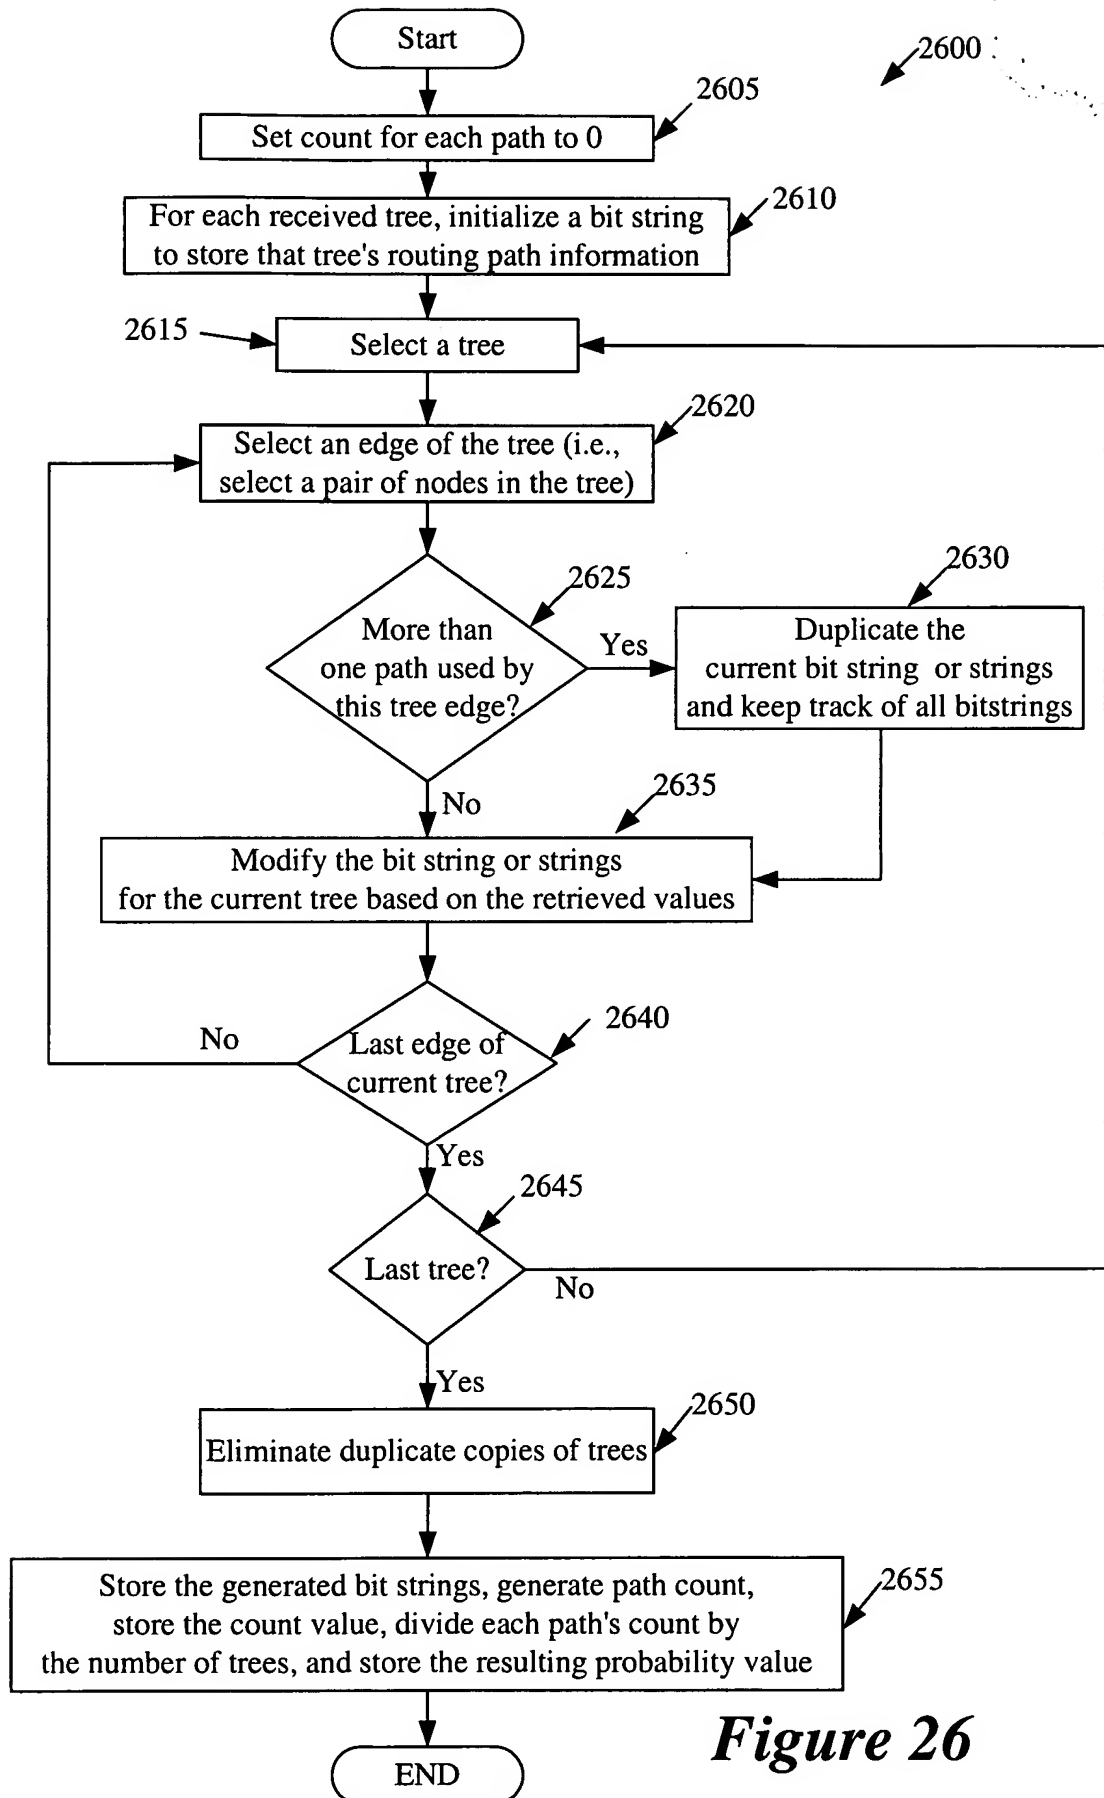 Start
2600
2605
Set count for each path to 0
2610
For each received tree, initialize a bit string
to store that tree's routing path information
2615
Select a tree
2620
Select an edge of the tree (i.e.,
select a pair of nodes in the tree)
2625
More than
one path used by
this tree edge?
Yes
2630
Duplicate the
current bit string or strings
and keep track of all bitstrings
No
2635
Modify the bit string or strings
for the current tree based on the retrieved values
No
2640
Last edge of
current tree?
Yes
2645
Last tree?
No
Yes
2650
Eliminate duplicate copies of trees
2655
Store the generated bit strings, generate path count,
store the count value, divide each path's count by
the number of trees, and store the resulting probability value
Figure 26
END